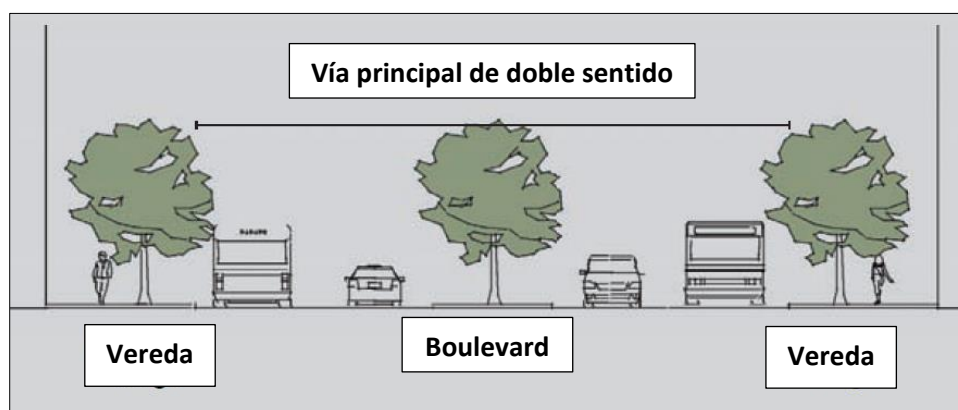 Vía principal de doble sentido
Vereda
Boulevard
Vereda